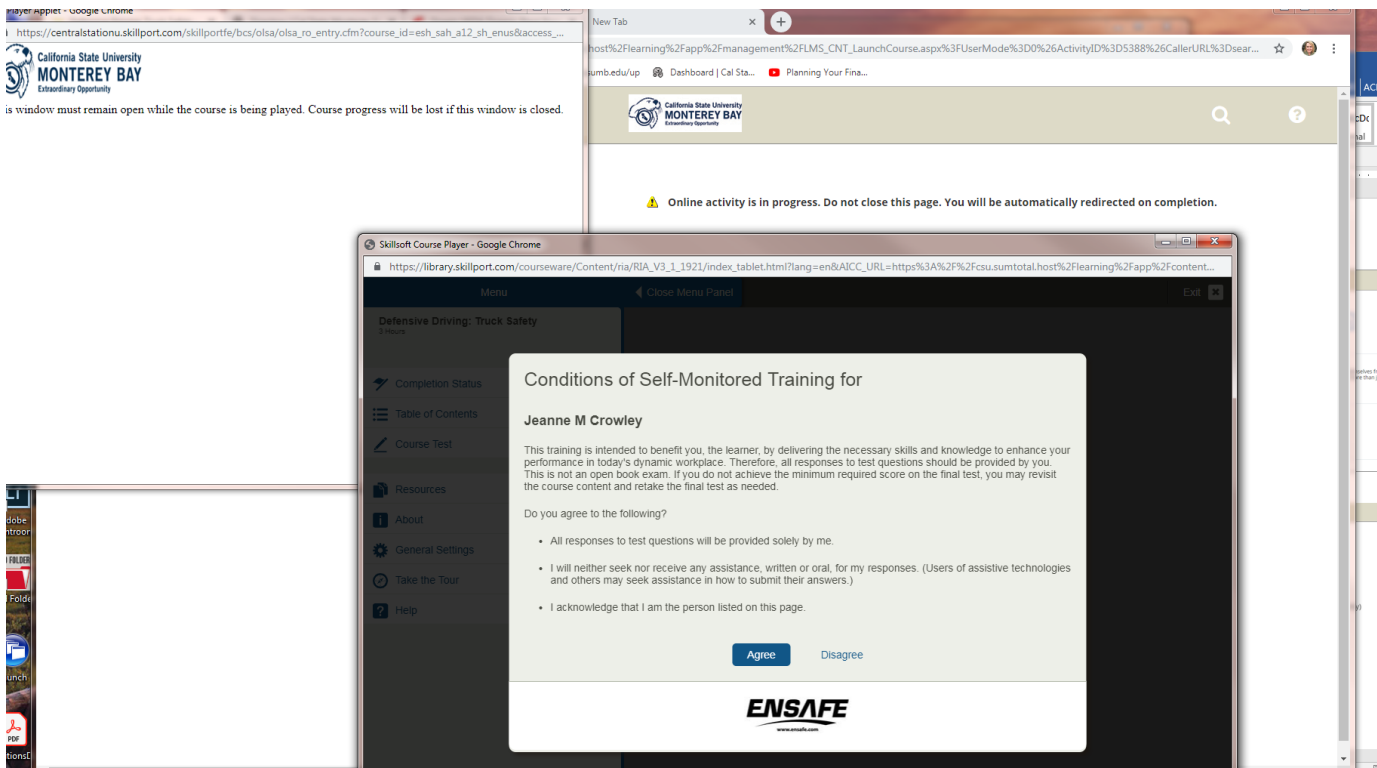 Player Applet - Google Chrome
https://centralstationu.skillport.com/skillportfe/bcs/olsa/olsa_ro_entry.cfm?course_id=esh_sah_a12_sh_enus&access_...
California State University
MONTEREY BAY
Extraordinary Opportunity
is window must remain open while the course is being played. Course progress will be lost if this window is closed.
New Tab
host%2Flearning%2Fapp%2Fmanagement%2FLMS_CNT_LaunchCourse.aspx%3FUserMode%3D0%26ActivityID%3D5388%26CallerURL%3Dsear...
sumb.edu/up Dashboard | Cal Sta... Planning Your Fina...
California State University
MONTEREY BAY
Extraordinary Opportunity
Online activity is in progress. Do not close this page. You will be automatically redirected on completion.
Skillsoft Course Player - Google Chrome
https://library.skillport.com/courseware/Content/ria/RIA_V3_1_1921/index_tablet.html?lang=en&AICC_URL=https%3A%2F%2Fcsu.sumtotal.host%2Flearning%2Fapp%2Fcontent...
Menu Close Menu Panel Exit
Defensive Driving: Truck Safety
3 Hours
Completion Status
Table of Contents
Course Test
Resources
About
General Settings
Take the Tour
Help
Conditions of Self-Monitored Training for
Jeanne M Crowley
This training is intended to benefit you, the learner, by delivering the necessary skills and knowledge to enhance your
performance in today's dynamic workplace. Therefore, all responses to test questions should be provided by you.
This is not an open book exam. If you do not achieve the minimum required score on the final test, you may revisit
the course content and retake the final test as needed.
Do you agree to the following?
• All responses to test questions will be provided solely by me.
• I will neither seek nor receive any assistance, written or oral, for my responses. (Users of assistive technologies
and others may seek assistance in how to submit their answers.)
• I acknowledge that I am the person listed on this page.
Agree Disagree
ENSAFE
www.ensafe.com
dobe
ntroor
FOLDER
Folde
unch
PDF
tionsD